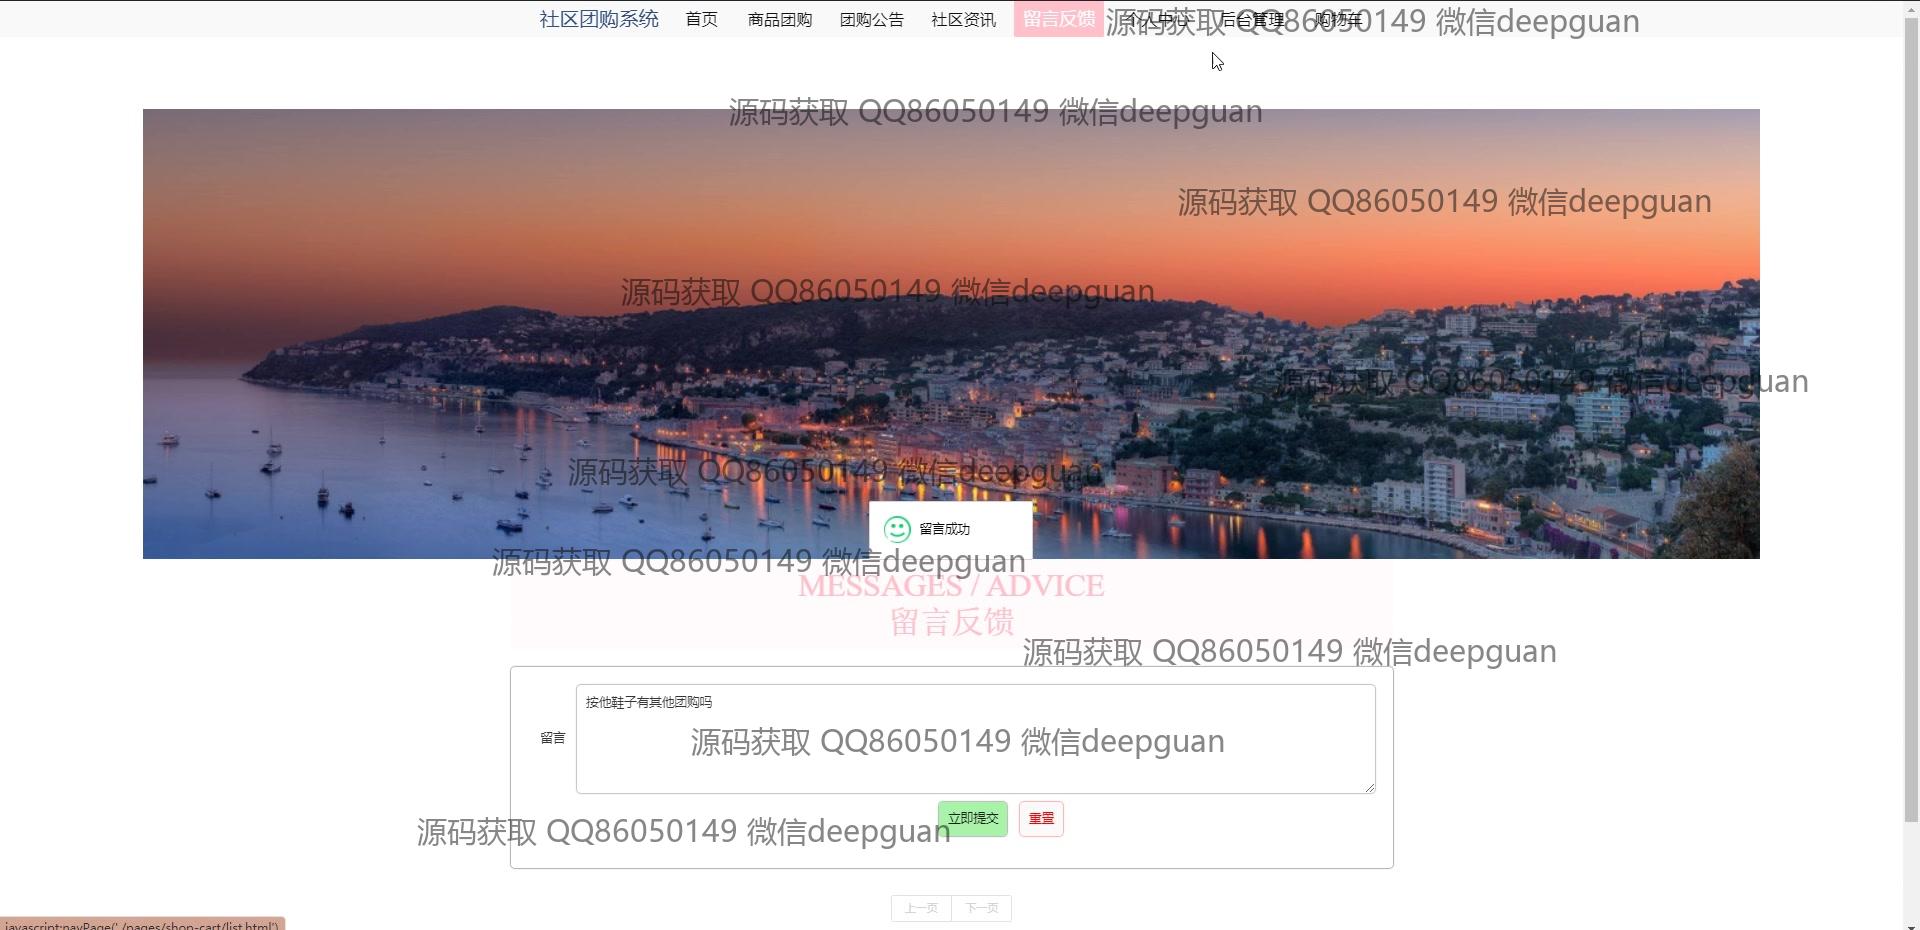 社区团购系统 首页 商品团购 团购公告 社区资讯 留言反馈 个人中心 后台管理 购物车
源码获取 QQ86050149 微信deepguan
源码获取 QQ86050149 微信deepguan
源码获取 QQ86050149 微信deepguan
源码获取 QQ86050149 微信deepguan
源码获取 QQ86050149 微信deepguan
源码获取 QQ86050149 微信deepguan
留言成功
源码获取 QQ86050149 微信deepguan
MESSAGES / ADVICE
留言反馈
源码获取 QQ86050149 微信deepguan
按他鞋子有其他团购吗
留言
源码获取 QQ86050149 微信deepguan
立即提交 重置
源码获取 QQ86050149 微信deepguan
上一页 下一页
javascript:navPage('./pages/shop-cart/list.html')